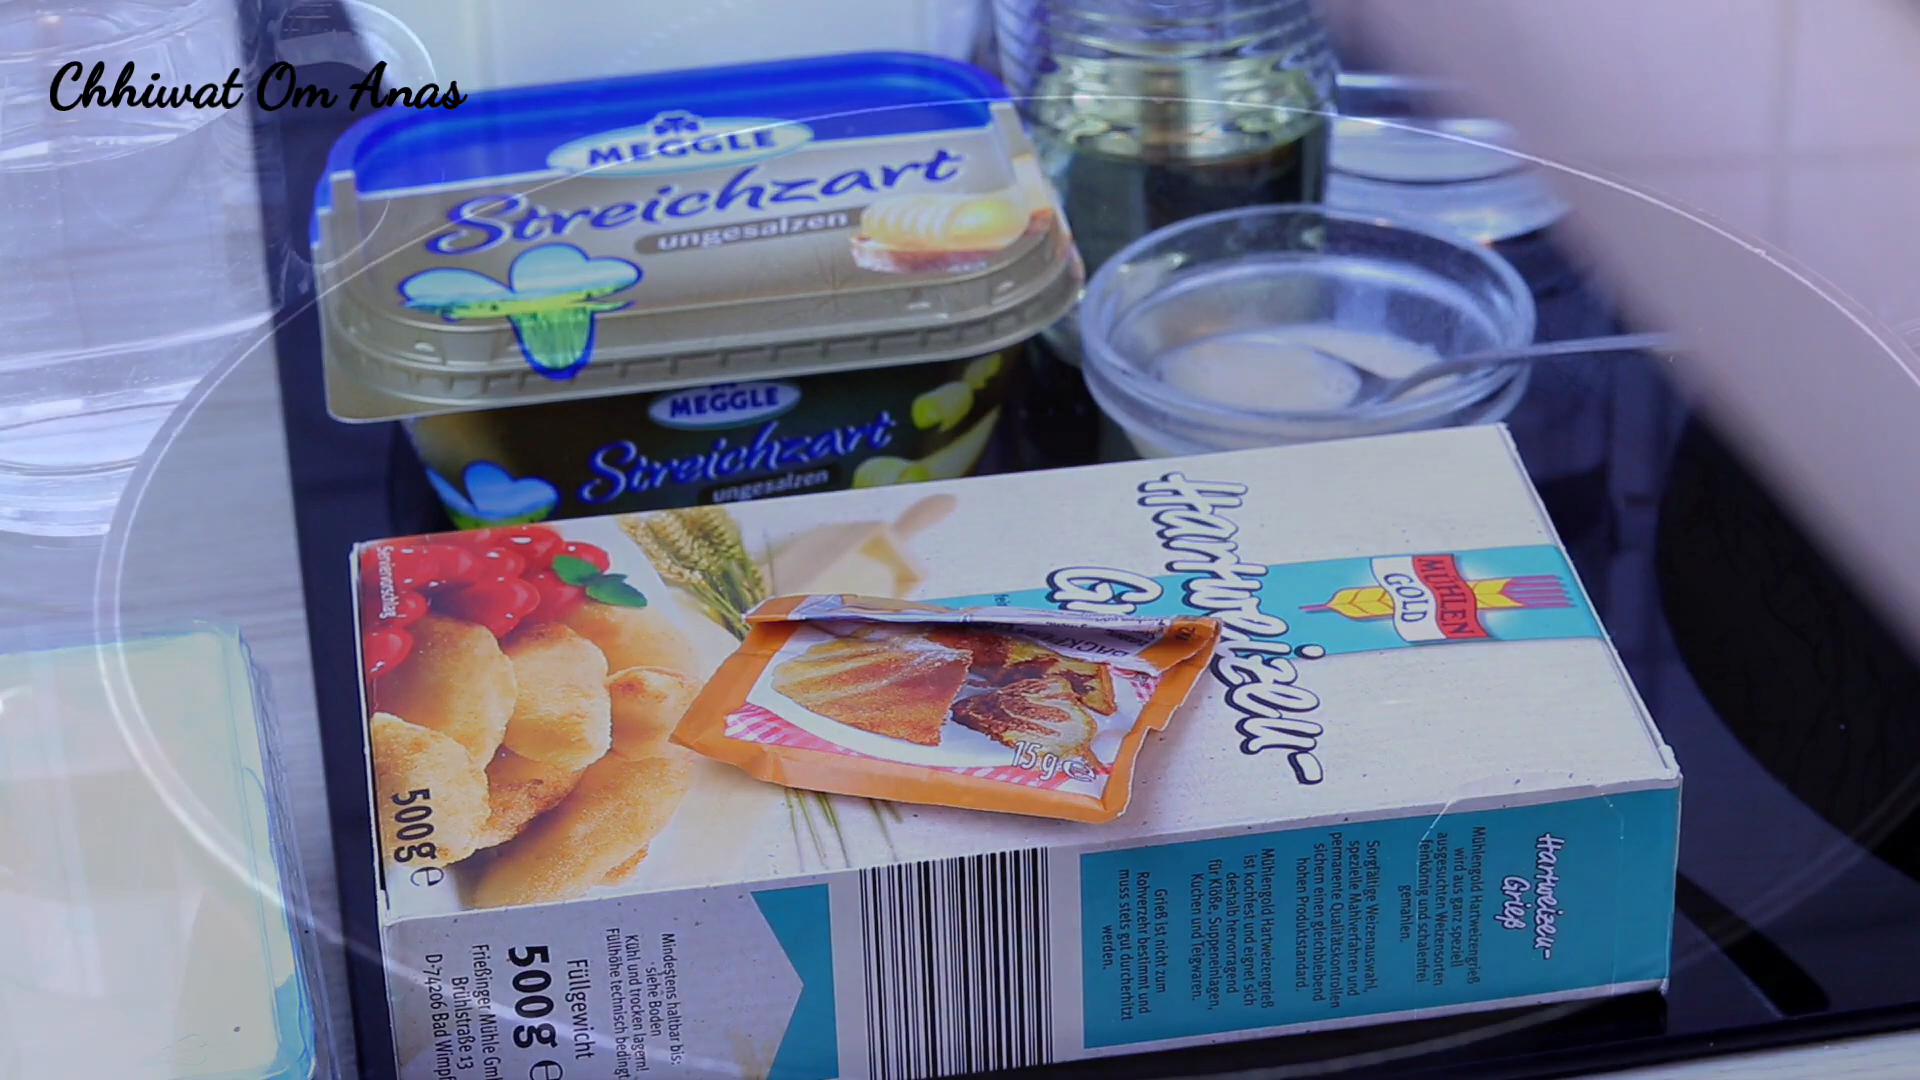 Chhiwat Om Anas
MEGGLE
Streichzart
ungesalzen
MEGGLE
Streichzart
ungesalzen
Hartweizen-
MÜHLEN
GOLD
Serviervorschlag
15g e
500g e
Hartweizen-
Grieß
Mühlengold Hartweizengrieß
wird aus ganz speziell
ausgesuchten Weizensorten
feinkörnig und schalenfrei
gemahlen.
Sorgfältige Weizenauswahl,
spezielle Mahlverfahren und
permanente Qualitätskontrollen
sichern einen gleichbleibend
hohen Produktstandard.
Mühlengold Hartweizengrieß
ist kochfest und eignet sich
deshalb hervorragend
für Klöße, Suppeneinlagen,
Kuchen und Teigwaren.
Grieß ist nicht zum
Rohverzehr bestimmt und
muss stets gut durcherhitzt
werden.
Mindestens haltbar bis:
siehe Boden
Kühl und trocken lagern!
Füllhöhe technisch bedingt
Füllgewicht
500g e
Frießinger Mühle
Brühlstraße 13
D-74206 Bad